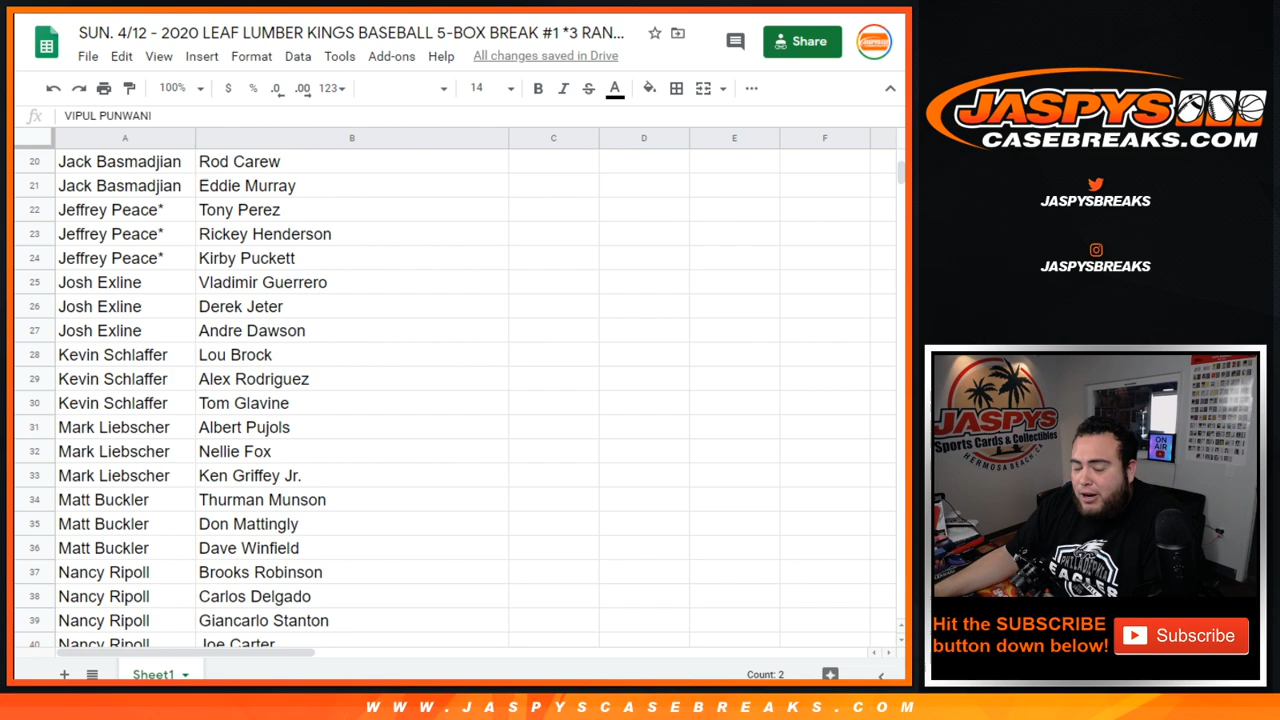 SUN. 4/12 - 2020 LEAF LUMBER KINGS BASEBALL 5-BOX BREAK #1 *3 RAN...
Share
File Edit View Insert Format Data Tools Add-ons Help All changes saved in Drive
100% $ % .0 .00 123 14 B I S A
fx VIPUL PUNWANI
A B C D E F
20 Jack Basmadjian Rod Carew
21 Jack Basmadjian Eddie Murray
22 Jeffrey Peace* Tony Perez
23 Jeffrey Peace* Rickey Henderson
24 Jeffrey Peace* Kirby Puckett
25 Josh Exline Vladimir Guerrero
26 Josh Exline Derek Jeter
27 Josh Exline Andre Dawson
28 Kevin Schlaffer Lou Brock
29 Kevin Schlaffer Alex Rodriguez
30 Kevin Schlaffer Tom Glavine
31 Mark Liebscher Albert Pujols
32 Mark Liebscher Nellie Fox
33 Mark Liebscher Ken Griffey Jr.
34 Matt Buckler Thurman Munson
35 Matt Buckler Don Mattingly
36 Matt Buckler Dave Winfield
37 Nancy Ripoll Brooks Robinson
38 Nancy Ripoll Carlos Delgado
39 Nancy Ripoll Giancarlo Stanton
40 Nancy Ripoll Joe Carter
Sheet1 Count: 2
JASPYS
CASEBREAKS.COM
JASPYSBREAKS
JASPYSBREAKS
JASPYS
Sports Cards & Collectibles
HERMOSA BEACH, CA
ON
AIR
PHILADELPHIA
EAGLES
Hit the SUBSCRIBE
button down below!
Subscribe
WWW.JASPYSCASEBREAKS.COM